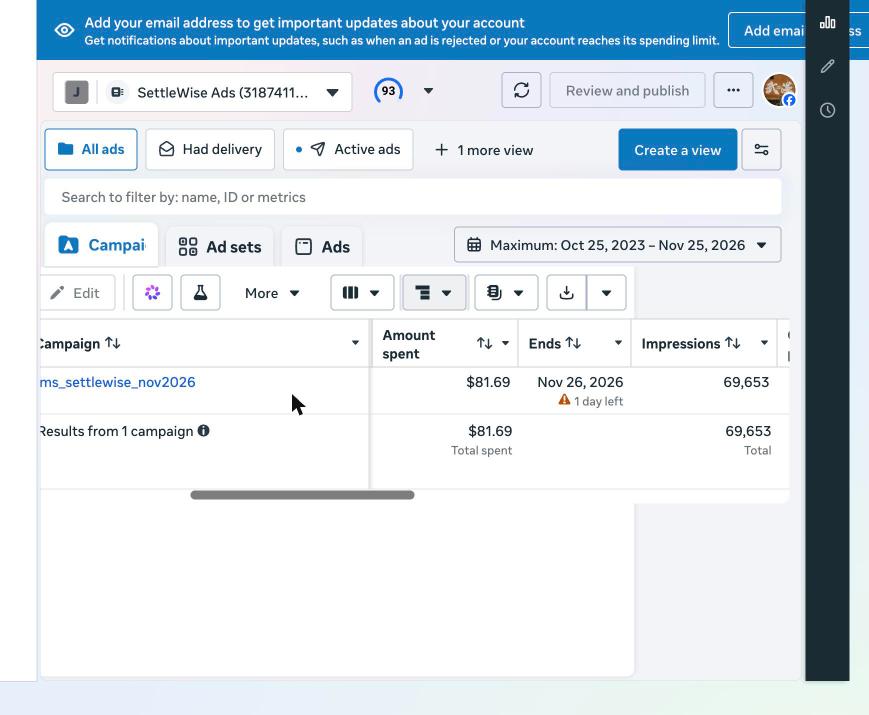 Add your email address to get important updates about your account
Get notifications about important updates, such as when an ad is rejected or your account reaches its spending limit.
Add emai ss
J SettleWise Ads (3187411... 93 Review and publish ...
All ads Had delivery Active ads + 1 more view Create a view
Search to filter by: name, ID or metrics
Campai Ad sets Ads Maximum: Oct 25, 2023 – Nov 25, 2026
Edit More
Campaign Amount spent Ends Impressions
ms_settlewise_nov2026 $81.69 Nov 26, 2026 69,653
1 day left
Results from 1 campaign $81.69 69,653
Total spent Total